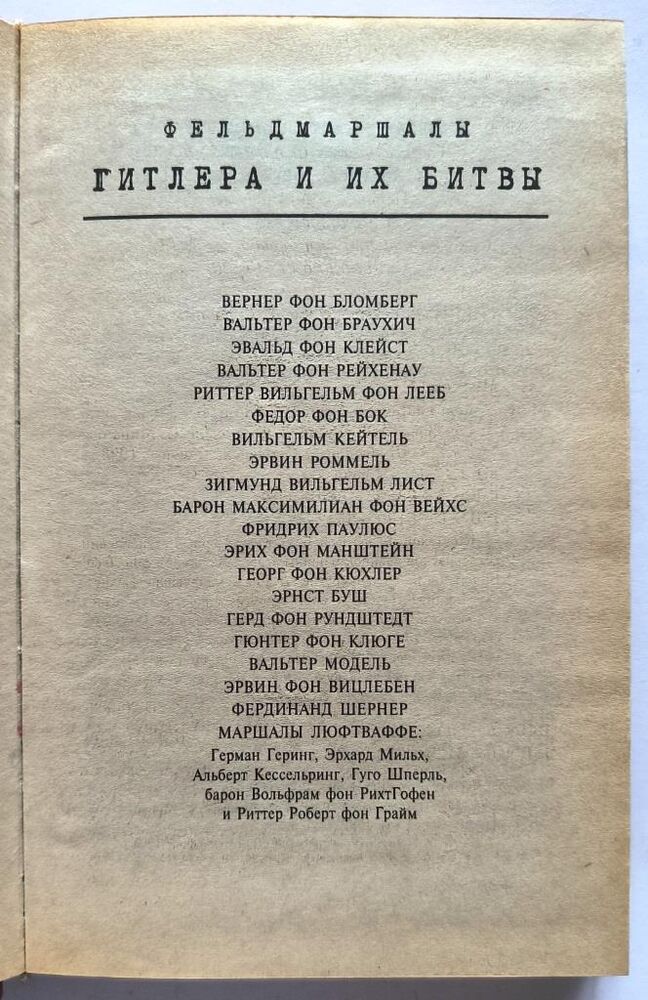 ФЕЛЬДМАРШАЛЫ
ГИТЛЕРА И ИХ БИТВЫ
ВЕРНЕР ФОН БЛОМБЕРГ
ВАЛЬТЕР ФОН БРАУХИЧ
ЭВАЛЬД ФОН КЛЕЙСТ
ВАЛЬТЕР ФОН РЕЙХЕНАУ
РИТТЕР ВИЛЬГЕЛЬМ ФОН ЛЕЕБ
ФЕДОР ФОН БОК
ВИЛЬГЕЛЬМ КЕЙТЕЛЬ
ЭРВИН РОММЕЛЬ
ЗИГМУНД ВИЛЬГЕЛЬМ ЛИСТ
БАРОН МАКСИМИЛИАН ФОН ВЕЙХС
ФРИДРИХ ПАУЛЮС
ЭРИХ ФОН МАНШТЕЙН
ГЕОРГ ФОН КЮХЛЕР
ЭРНСТ БУШ
ГЕРД ФОН РУНДШТЕДТ
ГЮНТЕР ФОН КЛЮГЕ
ВАЛЬТЕР МОДЕЛЬ
ЭРВИН ФОН ВИЦЛЕБЕН
ФЕРДИНАНД ШЕРНЕР
МАРШАЛЫ ЛЮФТВАФФЕ:
Герман Геринг, Эрхард Мильх,
Альберт Кессельринг, Гуго Шперль,
барон Вольфрам фон РихтГофен
и Риттер Роберт фон Грайм